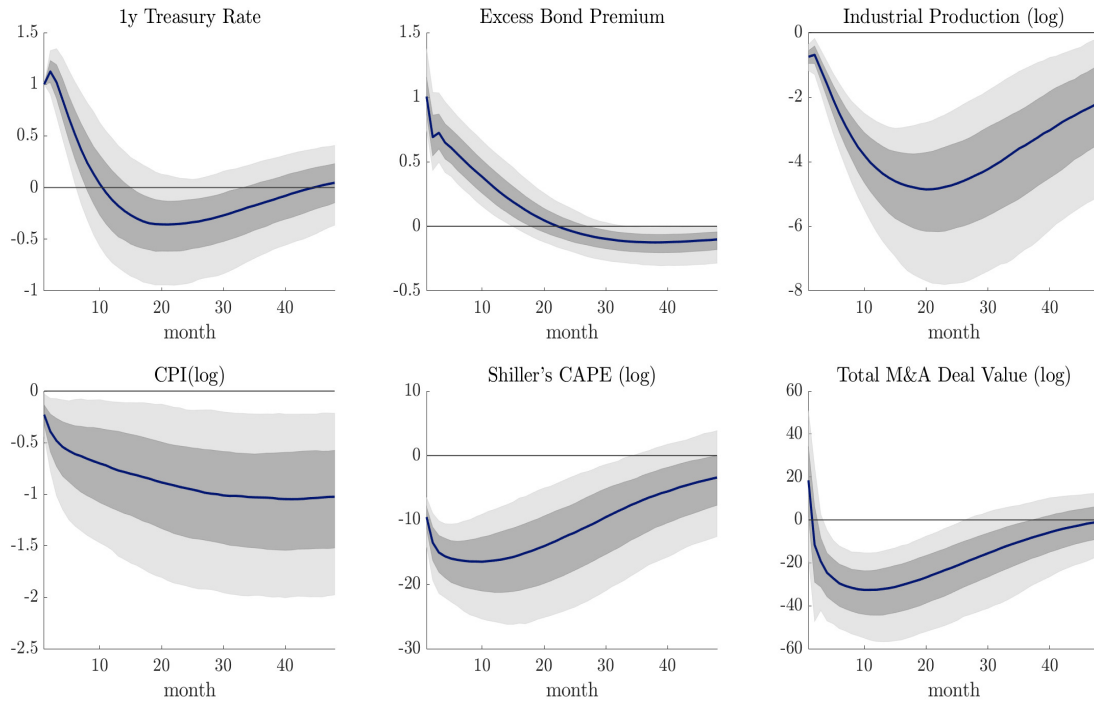 1y Treasury Rate
1.5
1
0.5
0
-0.5
-1
10 20 30 40
month
Excess Bond Premium
1.5
1
0.5
0
0.5
10 20 30 40
month
Industrial Production (log)
0
-2
-4
-6
-8
10 20 30 40
month
CPI(log)
0
-0.5
-1
-1.5
-2
-2.5
10 20 30 40
month
Shiller's CAPE (log)
10
0
-10
-20
-30
10 20 30 40
month
Total M&A Deal Value (log)
60
40
20
0
-20
-40
-60
10 20 30 40
month